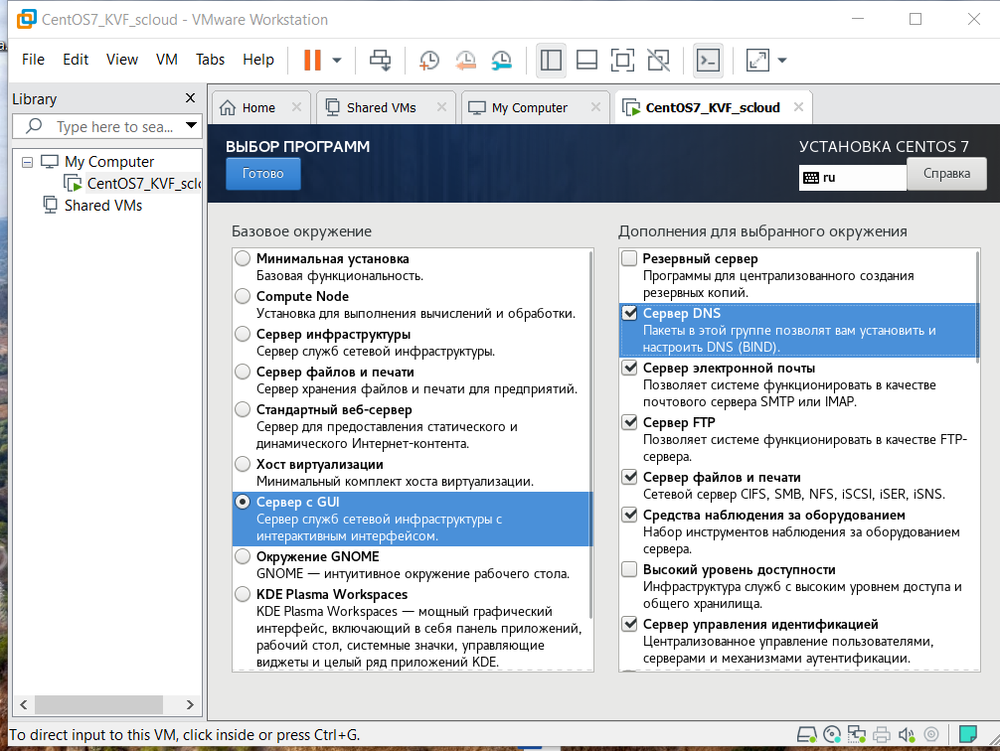 CentOS7_KVF_scloud - VMware Workstation
File Edit View VM Tabs Help
Library
Type here to sea...
My Computer
CentOS7_KVF_sclo
Shared VMs
Home
Shared VMs
My Computer
CentOS7_KVF_scloud
ВЫБОР ПРОГРАММ
Готово
УСТАНОВКА CENTOS 7
ru
Справка
Базовое окружение
Минимальная установка
Базовая функциональность.
Compute Node
Установка для выполнения вычислений и обработки.
Сервер инфраструктуры
Сервер служб сетевой инфраструктуры.
Сервер файлов и печати
Сервер хранения файлов и печати для предприятий.
Стандартный веб-сервер
Сервер для предоставления статического и
динамического Интернет-контента.
Хост виртуализации
Минимальный комплект хоста виртуализации.
Сервер с GUI
Сервер служб сетевой инфраструктуры с
интерактивным интерфейсом.
Окружение GNOME
GNOME — интуитивное окружение рабочего стола.
KDE Plasma Workspaces
KDE Plasma Workspaces — мощный графический
интерфейс, включающий в себя панель приложений,
рабочий стол, системные значки, управляющие
виджеты и целый ряд приложений KDE.
Дополнения для выбранного окружения
Резервный сервер
Программы для централизованного создания
резервных копий.
Сервер DNS
Пакеты в этой группе позволят вам установить и
настроить DNS (BIND).
Сервер электронной почты
Позволяет системе функционировать в качестве
почтового сервера SMTP или IMAP.
Сервер FTP
Позволяет системе функционировать в качестве FTP-
сервера.
Сервер файлов и печати
Сетевой сервер CIFS, SMB, NFS, iSCSI, iSER, iSNS.
Средства наблюдения за оборудованием
Набор инструментов наблюдения за оборудованием
сервера.
Высокий уровень доступности
Инфраструктура служб с высоким уровнем доступа и
общего хранилища.
Сервер управления идентификацией
Централизованное управление пользователями,
серверами и механизмами аутентификации.
To direct input to this VM, click inside or press Ctrl+G.